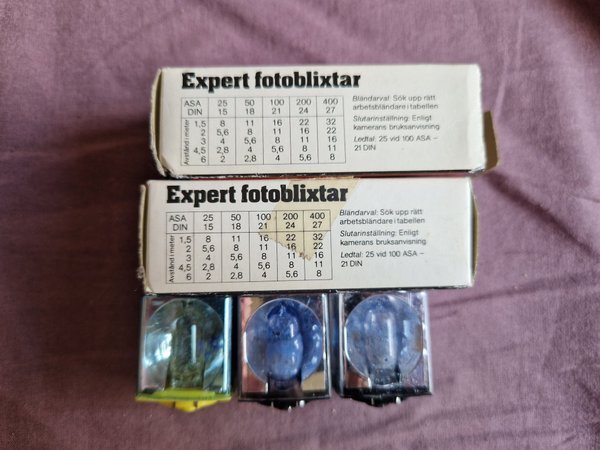 Expert fotoblixtar
ASA 25 50 100 200 400
DIN 15 18 21 24 27
Avstånd i meter
1,5 8 11 16 22 32
2 5,6 8 11 16 22
3 4 5,6 8 11 16
4,5 2,8 4 5,6 8 11
6 2 2,8 4 5,6 8
Bländarval: Sök upp rätt
arbetsbländare i tabellen
Slutarinställning: Enligt
kamerans bruksanvisning
Ledtal: 25 vid 100 ASA –
21 DIN
Expert fotoblixtar
ASA 25 50 100 200 400
DIN 15 18 21 24 27
Avstånd i meter
1,5 8 11 16 22 32
2 5,6 8 11 16 22
3 4 5,6 8 11 16
4,5 2,8 4 5,6 8 11
6 2 2,8 4 5,6 8
Bländarval: Sök upp rätt
arbetsbländare i tabellen
Slutarinställning: Enligt
kamerans bruksanvisning
Ledtal: 25 vid 100 ASA –
21 DIN